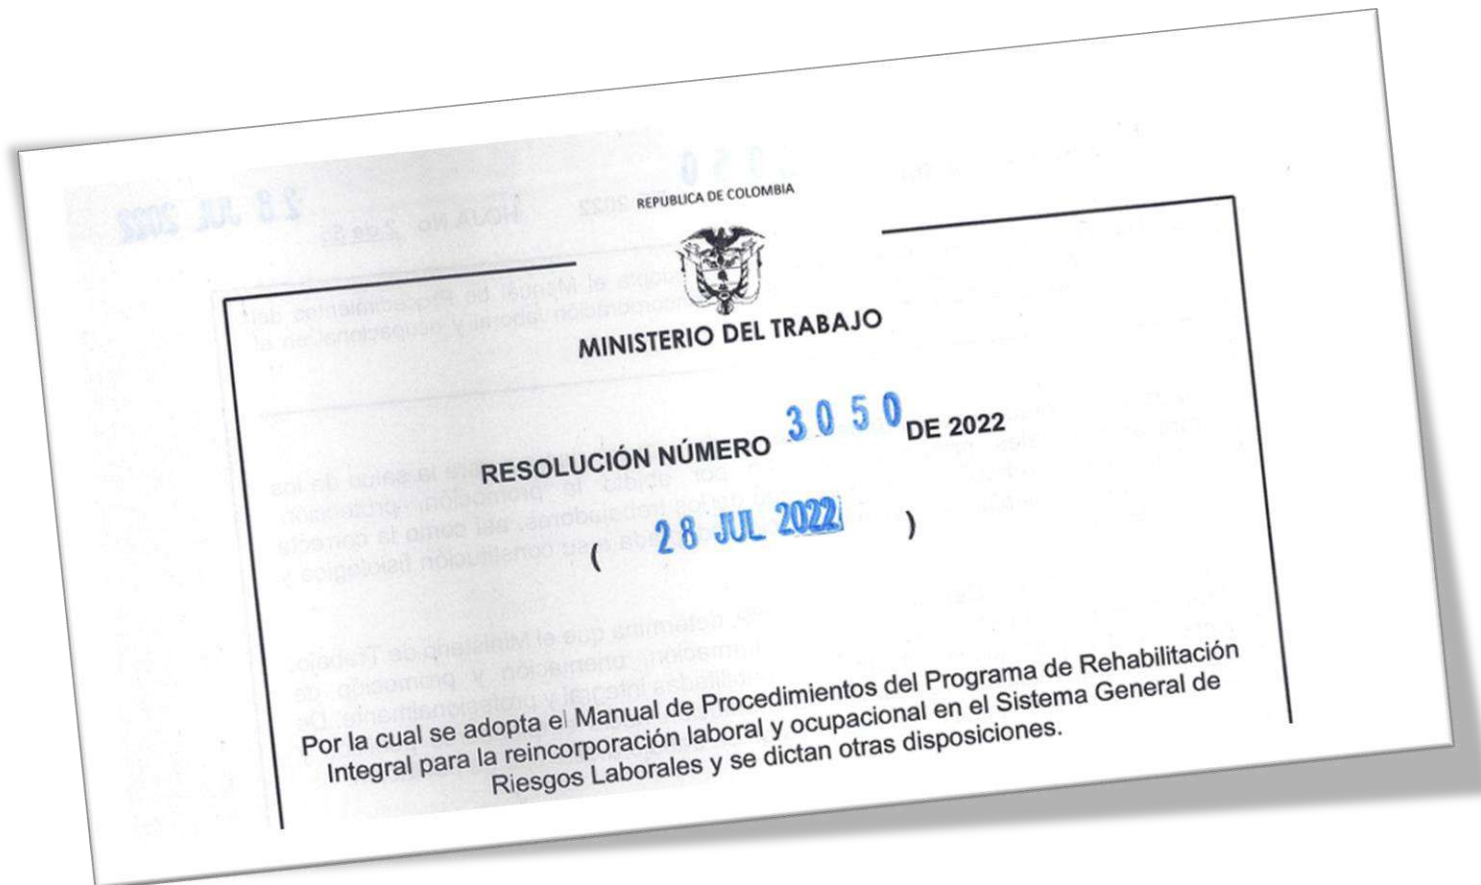 REPUBLICA DE COLOMBIA
MINISTERIO DEL TRABAJO
RESOLUCIÓN NÚMERO 3050 DE 2022
( 28 JUL 2022 )
Por la cual se adopta el Manual de Procedimientos del Programa de Rehabilitación
Integral para la reincorporación laboral y ocupacional en el Sistema General de
Riesgos Laborales y se dictan otras disposiciones.